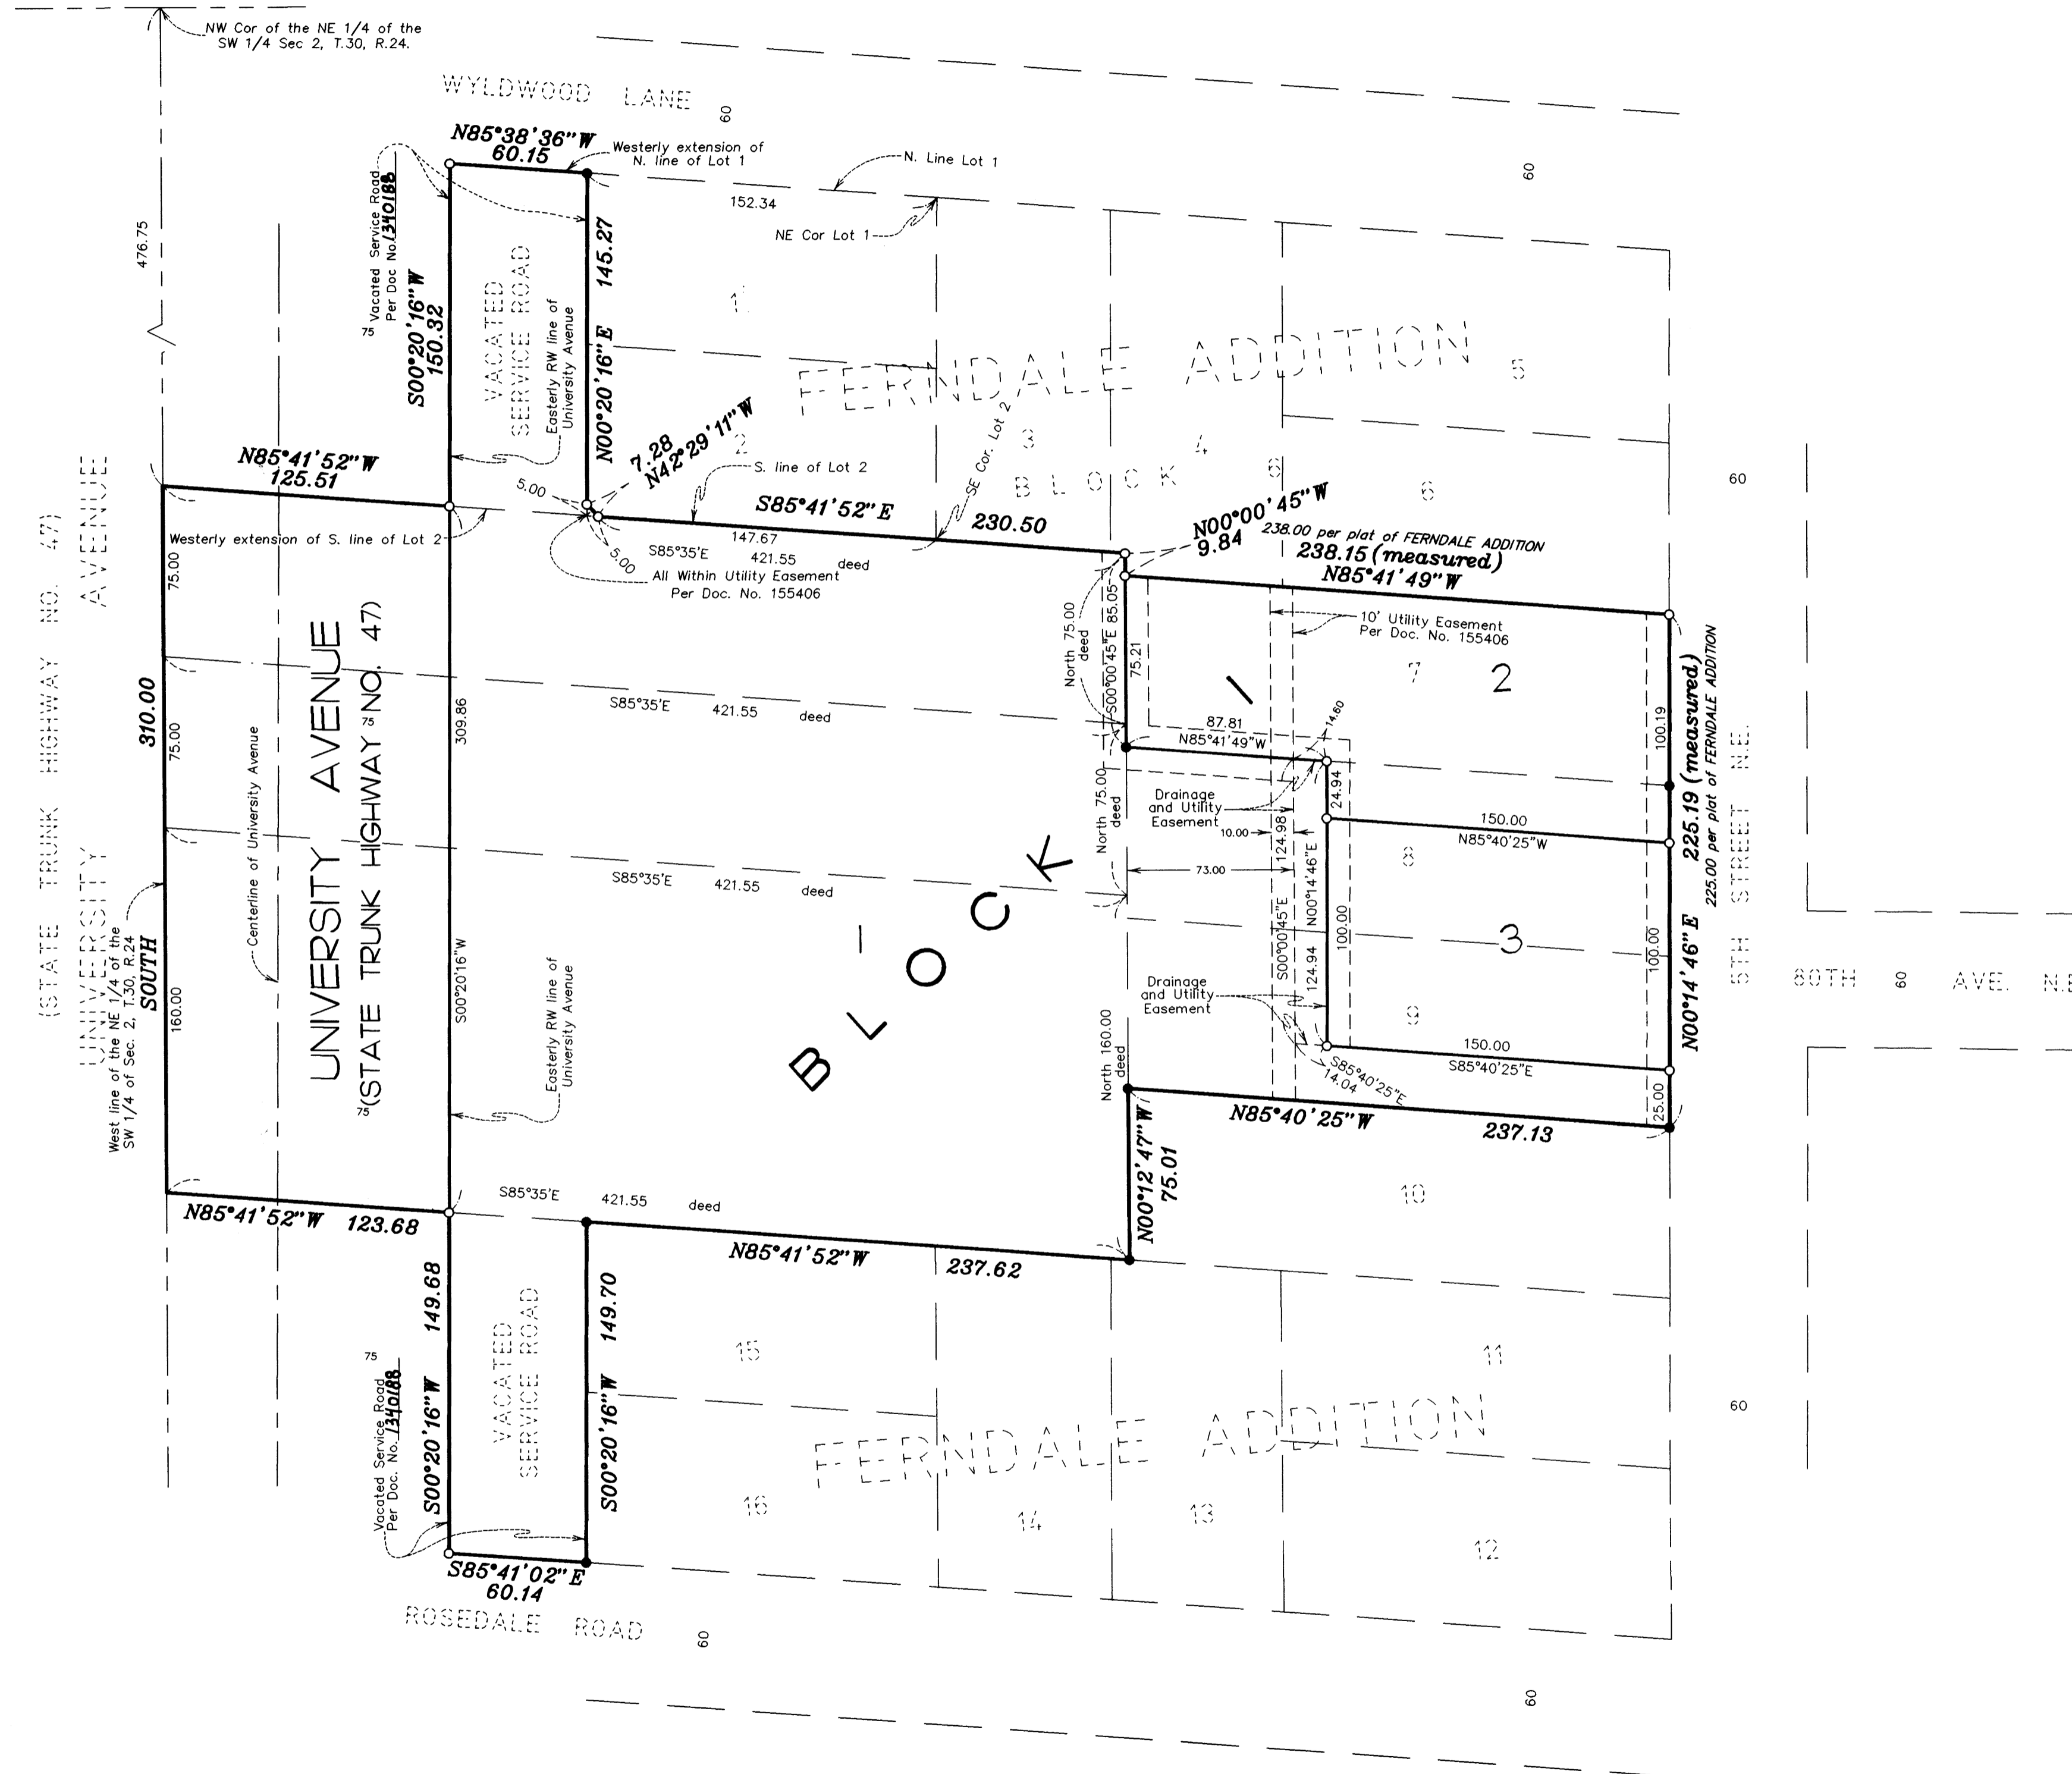 NW Cor of the NE 1/4 of the
SW 1/4 Sec 2, T.30, R.24.
WYLDWOOD LANE
60
N85°38'36"W
60.15
Westerly extension of
N. line of Lot 1
N. Line Lot 1
60
152.34
NE Cor Lot 1
476.75
Vacated Service Road
Per Doc No. 1340188
75
S00°20'16"W
150.32
VACATED
SERVICE ROAD
Easterly RW line of
University Avenue
N00°20'16"E 145.27
1
2
3
4
5
6
6
FERNDALE ADDITION
BLOCK
SE Cor. Lot 2
7.28
N42°29'11"W
S. line of Lot 2
5.00
5.00
S85°41'52"E 230.50
147.67
S85°35'E 421.55 deed
All Within Utility Easement
Per Doc. No. 155406
N85°41'52"W
125.51
Westerly extension of S. line of Lot 2
N00°00'45"W
9.84
238.00 per plat of FERNDALE ADDITION
238.15 (measured)
N85°41'49"W
60
10' Utility Easement
Per Doc. No. 155406
7
2
North 75.00
deed
S00°00'45"E 85.05
75.21
1
87.81
N85°41'49"W
14.60
100.19
225.19 (measured)
225.00 per plat of FERNDALE ADDITION
N00°14'46"E
5TH STREET N.E.
(STATE TRUNK HIGHWAY NO. 47)
UNIVERSITY AVENUE
75.00
75.00
160.00
310.00
SOUTH
West line of the NE 1/4 of the
SW 1/4 of Sec. 2, T.30, R.24
Centerline of University Avenue
UNIVERSITY AVENUE
(STATE TRUNK HIGHWAY NO. 47)
75
75
309.86
S00°20'16"W
Easterly RW line of
University Avenue
S85°35'E 421.55 deed
S85°35'E 421.55 deed
BLOCK 1
North 75.00
deed
Drainage
and Utility
Easement
10.00
73.00
24.94
124.98
S00°00'45"E
N00°14'46"E
124.94
100.00
150.00
N85°40'25"W
8
3
9
100.00
80TH 60 AVE. N.E.
Drainage
and Utility
Easement
150.00
S85°40'25"E
S85°40'25"E
14.04
25.00
North 160.00
deed
N85°40'25"W 237.13
N00°12'47"W
75.01
10
S85°35'E 421.55 deed
N85°41'52"W 123.68
N85°41'52"W 237.62
149.68
S00°20'16"W
75
Vacated Service Road
Per Doc. No. 1340188
VACATED
SERVICE ROAD
149.70
S00°20'16"W
15
11
60
FERNDALE ADDITION
16
14
13
12
S85°41'02"E
60.14
ROSEDALE ROAD
60
60